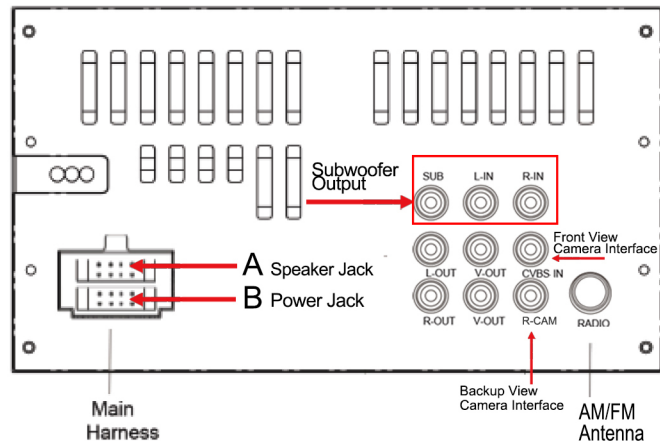 Subwoofer
Output
SUB L-IN R-IN
Front View
Camera Interface
L-OUT V-OUT CVBS IN
A Speaker Jack
B Power Jack
R-OUT V-OUT R-CAM RADIO
Main
Harness
Backup View
Camera Interface
AM/FM
Antenna